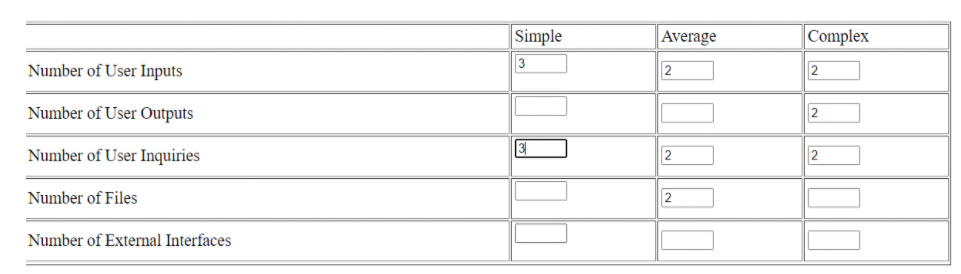 Simple Average Complex
Number of User Inputs 3 2 2
Number of User Outputs 2
Number of User Inquiries 3 2 2
Number of Files 2
Number of External Interfaces